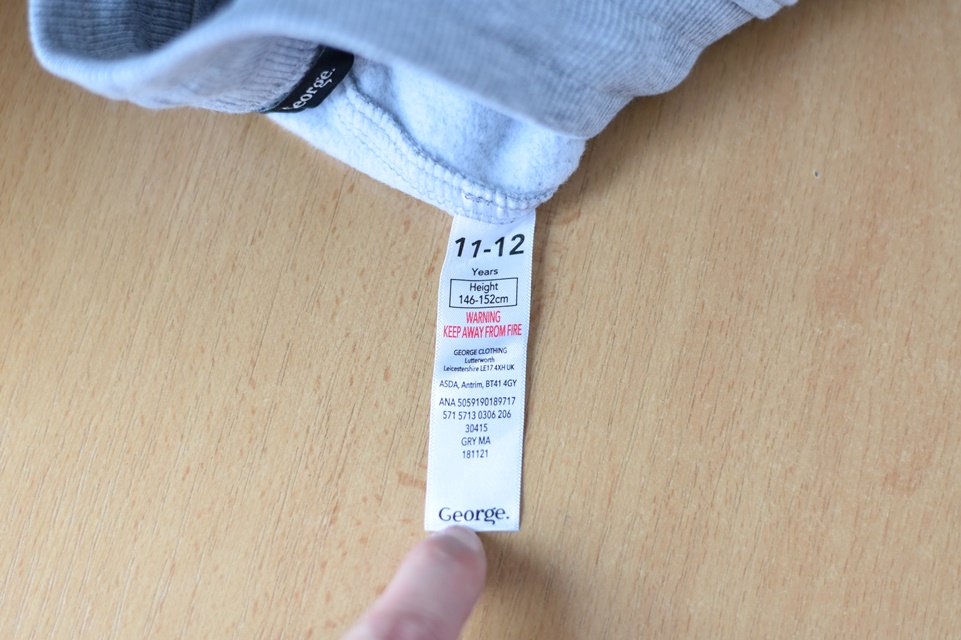 George.
11-12
Years
Height
146-152cm
WARNING
KEEP AWAY FROM FIRE
GEORGE CLOTHING
Lutterworth
Leicestershire LE17 4XH UK
ASDA, Antrim, BT41 4GY
ANA 5059190189717
571 5713 0306 206
30415
GRY MA
181121
George.